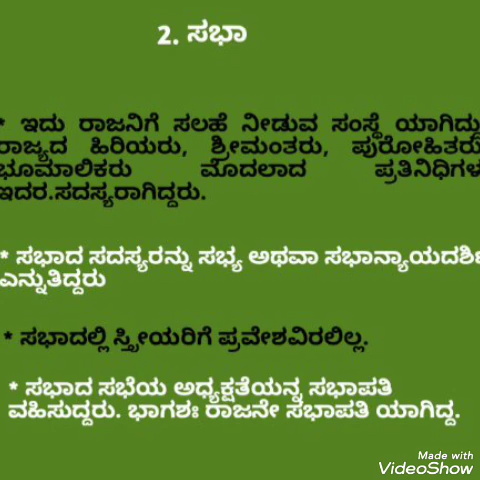 2. ಸಭಾ
* ಇದು ರಾಜನಿಗೆ ಸಲಹೆ ನೀಡುವ ಸಂಸ್ಥೆ ಯಾಗಿದ್ದು
ರಾಜ್ಯದ ಹಿರಿಯರು, ಶ್ರೀಮಂತರು, ಪುರೋಹಿತರು
ಭೂಮಾಲಿಕರು ಮೊದಲಾದ ಪ್ರತಿನಿಧಿಗಳ
ಇದರ.ಸದಸ್ಯರಾಗಿದ್ದರು.
* ಸಭಾದ ಸದಸ್ಯರನ್ನು ಸಭ್ಯ ಅಥವಾ
ಎನ್ನುತಿದ್ದರು
* ಸಭಾದಲ್ಲಿ ಸ್ತ್ರೀಯರಿಗೆ ಪ್ರವೇಶವಿರಲಿಲ್ಲ.
* ಸಭಾದ ಸಭೆಯ ಅಧ್ಯಕ್ಷತೆಯನ್ನ ಸಭಾಪತಿ
ವಹಿಸುದ್ದರು. ಭಾಗಶಃ ರಾಜನೇ ಸಭಾಪತಿ ಯಾಗಿದ್ದ.
Made with
VideoShow